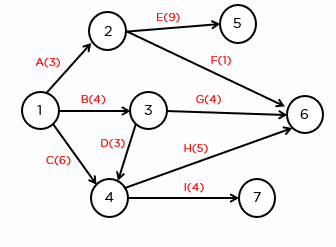 E(9)
5
2
A(3)
F(1)
B(4)
G(4)
1
3
6
D(3)
H(5)
C(6)
I(4)
4
7